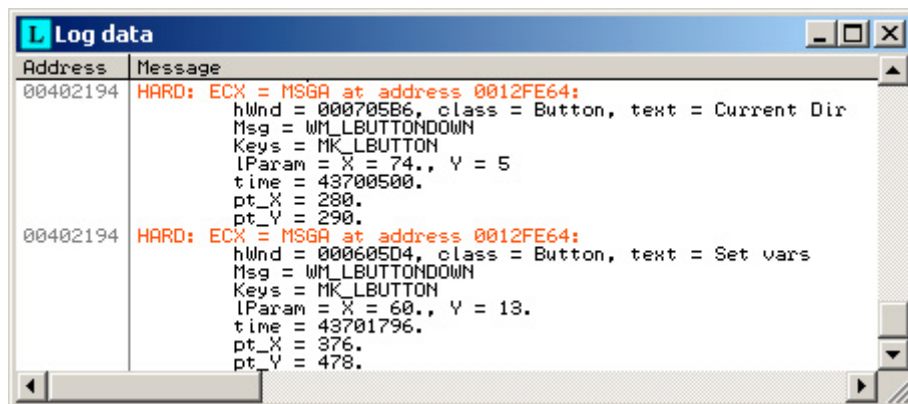 L Log data
Address Message
00402194 HARD: ECX = MSGA at address 0012FE64:
hWnd = 000705B6, class = Button, text = Current Dir
Msg = WM_LBUTTONDOWN
Keys = MK_LBUTTON
lParam = X = 74., Y = 5
time = 43700500.
pt_X = 280.
pt_Y = 290.
00402194 HARD: ECX = MSGA at address 0012FE64:
hWnd = 000605D4, class = Button, text = Set vars
Msg = WM_LBUTTONDOWN
Keys = MK_LBUTTON
lParam = X = 60., Y = 13.
time = 43701796.
pt_X = 376.
pt_Y = 478.